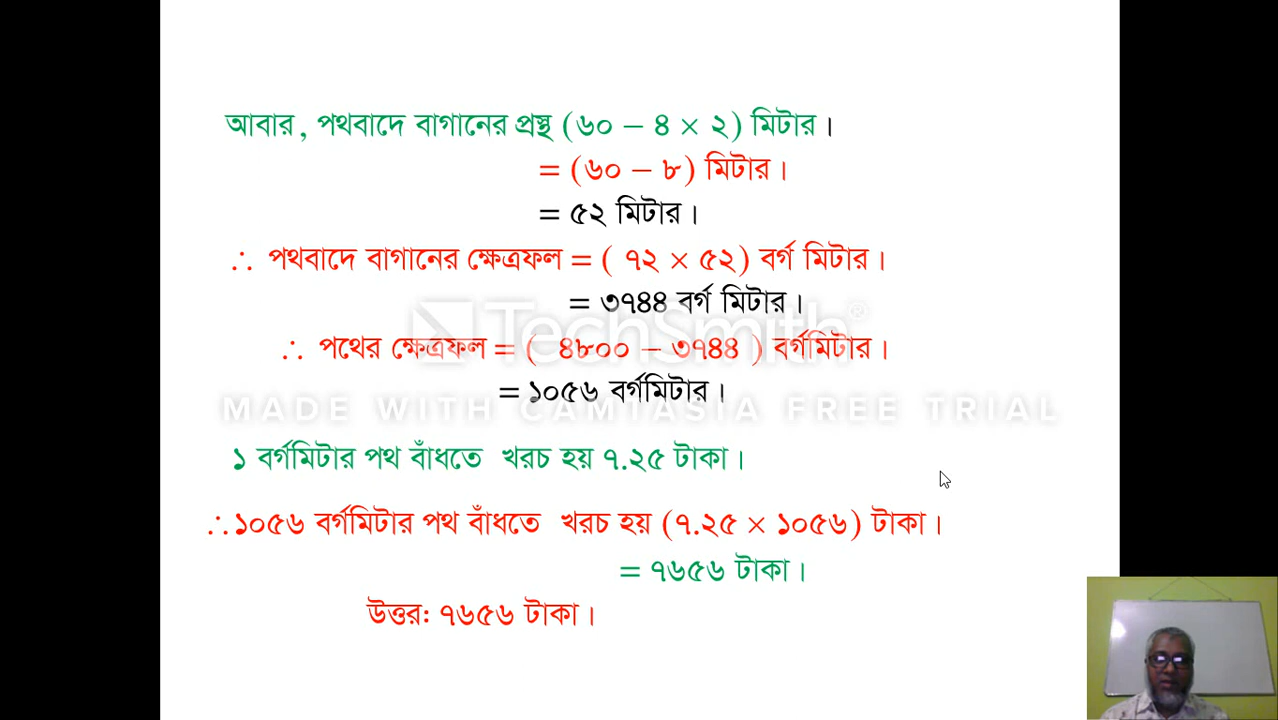 আবার, পথবাদে বাগানের প্রস্থ (৬০ − ৪ × ২) মিটার।
= (৬০ − ৮) মিটার।
= ৫২ মিটার।
∴ পথবাদে বাগানের ক্ষেত্রফল = ( ৭২ × ৫২) বর্গ মিটার।
= ৩৭৪৪ বর্গ মিটার।
TechSmith®
∴ পথের ক্ষেত্রফল = ( ৪৮০০ − ৩৭৪৪ ) বর্গমিটার।
= ১০৫৬ বর্গমিটার।
MADE WITH CAMTASIA FREE TRIAL
১ বর্গমিটার পথ বাঁধতে খরচ হয় ৭.২৫ টাকা।
∴১০৫৬ বর্গমিটার পথ বাঁধতে খরচ হয় (৭.২৫ × ১০৫৬) টাকা।
= ৭৬৫৬ টাকা।
উত্তরঃ ৭৬৫৬ টাকা।